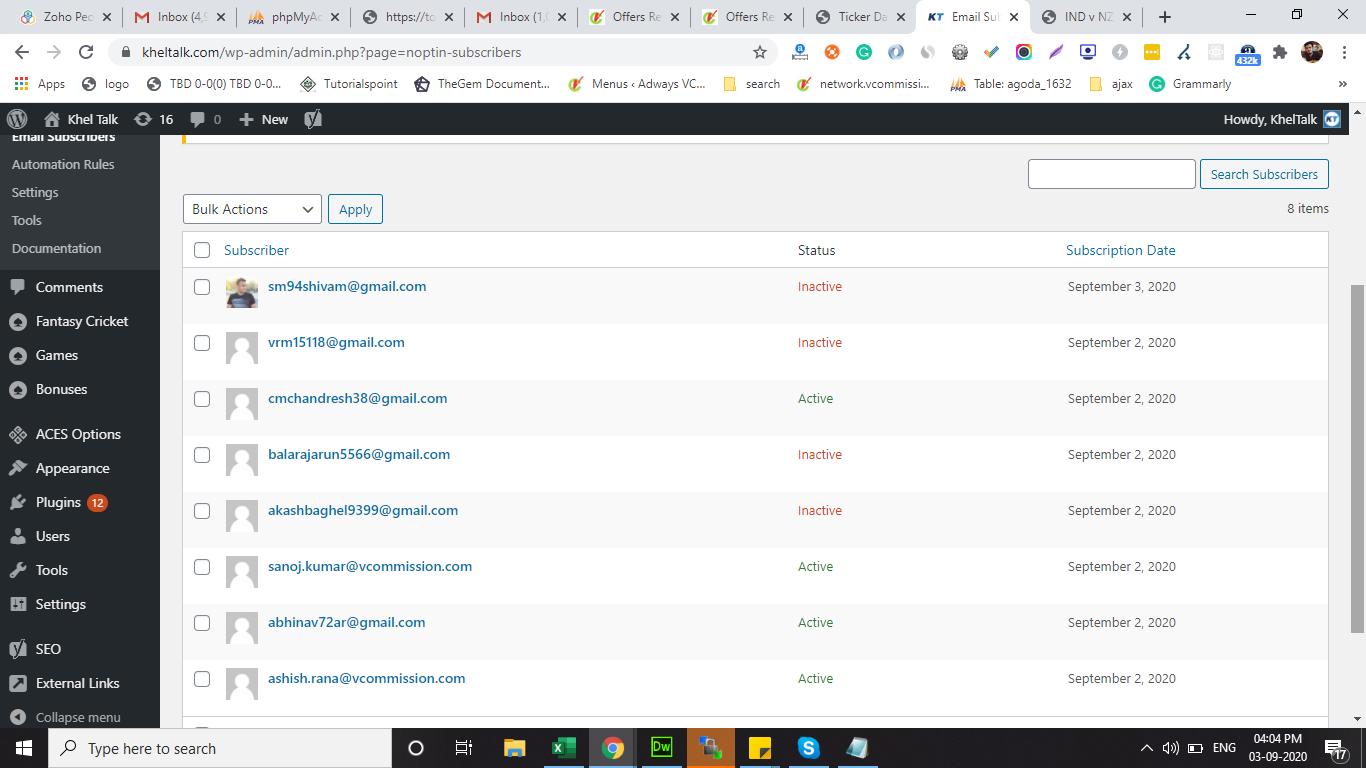 Zoho Peo
Inbox (4,9
phpMyAc
https://to
Inbox (1,0
Offers Re
Offers Re
Ticker Da
KT Email Sub
IND v NZ
kheltalk.com/wp-admin/admin.php?page=noptin-subscribers
432k
Apps
logo
TBD 0-0(0) TBD 0-0...
Tutorialspoint
TheGem Document...
Menus ‹ Adways VC...
search
network.vcommissi...
PMA Table: agoda_1632
ajax
Grammarly
»
Khel Talk
16
0
New
Howdy, KhelTalk
KT
Email Subscribers
Automation Rules
Settings
Tools
Documentation
Comments
Fantasy Cricket
Games
Bonuses
ACES Options
Appearance
Plugins 12
Users
Tools
Settings
SEO
External Links
Collapse menu
Search Subscribers
Bulk Actions
Apply
8 items
Subscriber Status Subscription Date
sm94shivam@gmail.com Inactive September 3, 2020
vrm15118@gmail.com Inactive September 2, 2020
cmchandresh38@gmail.com Active September 2, 2020
balarajarun5566@gmail.com Inactive September 2, 2020
akashbaghel9399@gmail.com Inactive September 2, 2020
sanoj.kumar@vcommission.com Active September 2, 2020
abhinav72ar@gmail.com Active September 2, 2020
ashish.rana@vcommission.com Active September 2, 2020
Type here to search
Dw
ENG
04:04 PM
03-09-2020
17